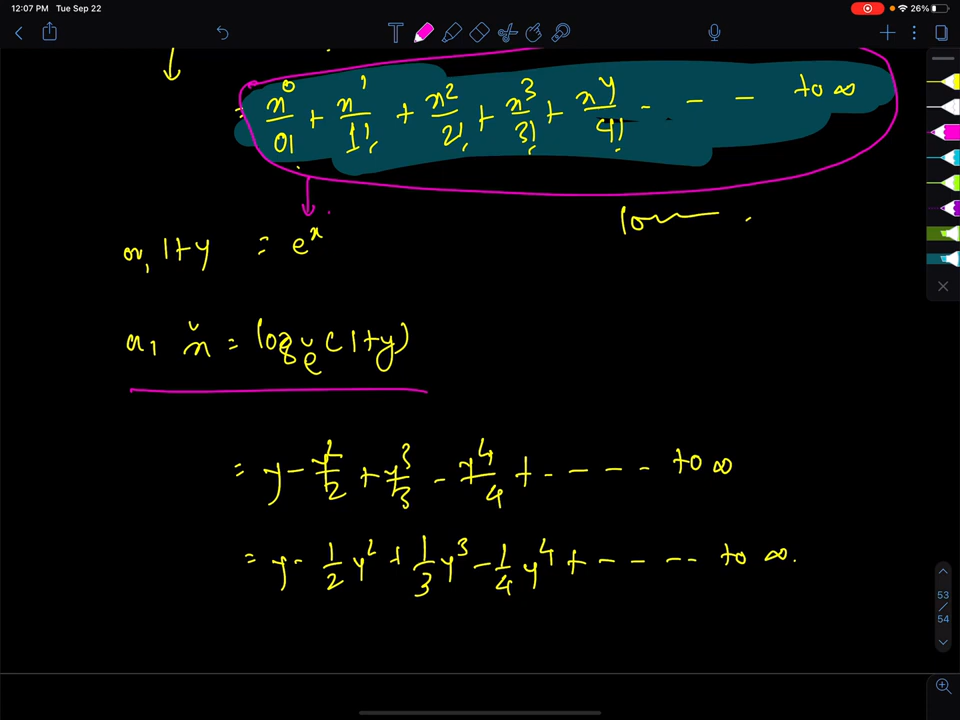 12:07 PM Tue Sep 22
26%
= x⁰/0! + x¹/1! + x²/2! + x³/3! + x⁴/4! - - - to ∞
or, 1+y = eˣ
or, x = logₑ(1+y)
= y - y²/2 + y³/3 - y⁴/4 + - - - - to ∞
= y - 1/2 y² + 1/3 y³ - 1/4 y⁴ + - - - - to ∞.
53
/
54